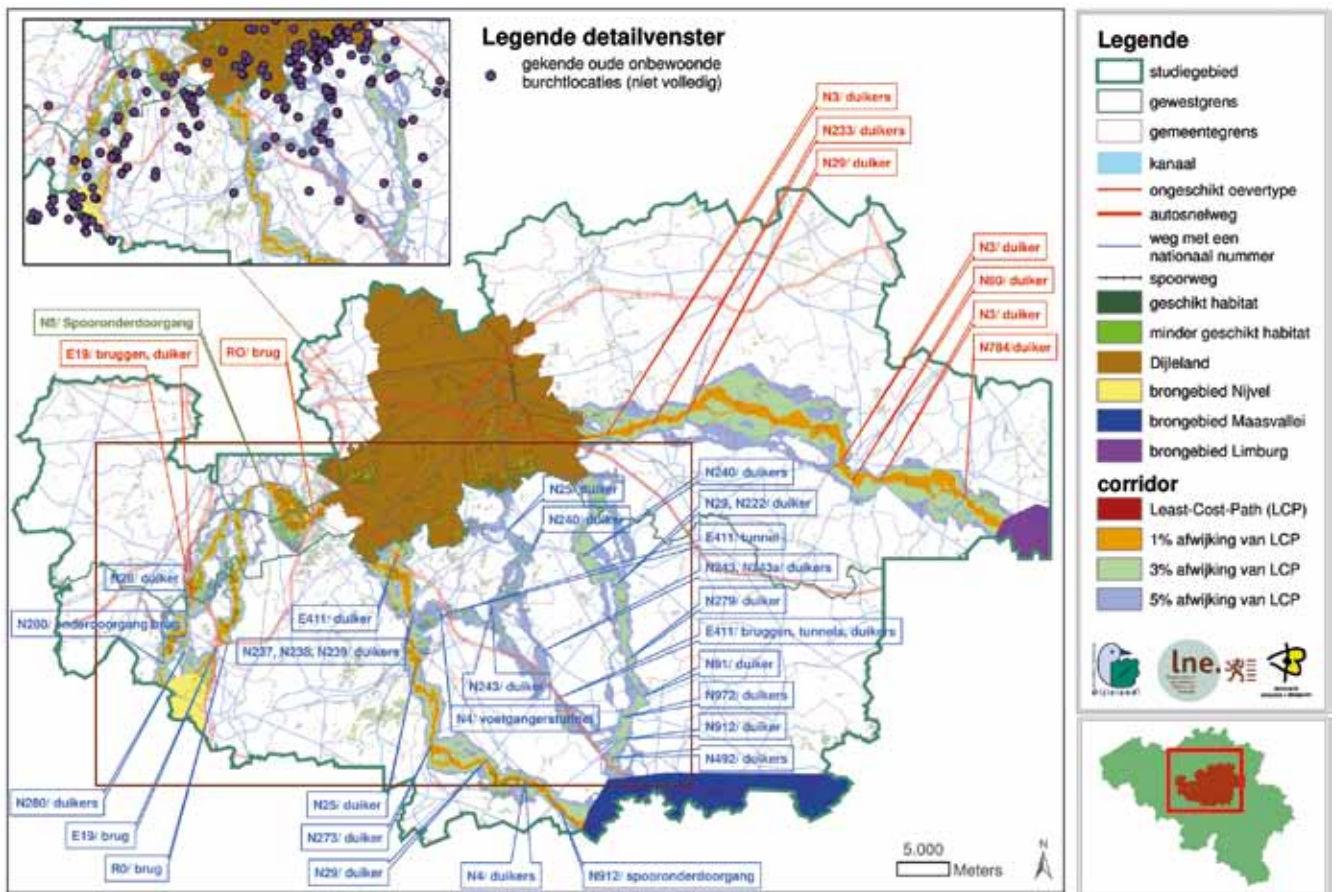 Legende detailvenster
gekende oude onbewoonde
burchtlocaties (niet volledig)
N3/ duikers
N233/ duikers
N29/ duiker
N3/ duiker
N80/ duiker
N3/ duiker
N784/duiker
N5/ Spooronderdoorgang
E19/ bruggen, duiker
RO/ brug
N25/ duiker
N240/ duiker
N240/ duikers
N29, N222/ duiker
E411/ tunnel
N243, N243a/ duikers
N279/ duiker
E411/ bruggen, tunnels, duikers
N91/ duiker
N972/ duikers
N912/ duiker
N492/ duikers
N28/ duiker
N280/ onderdoorgang brug
E411/ duiker
N237, N238, N239/ duikers
N243/ duiker
N4/ voetgangerstunnel
N280/ duikers
E19/ brug
R0/ brug
N25/ duiker
N273/ duiker
N29/ duiker
N4/ duikers
N912/ spooronderdoorgang
5.000
Meters
N
Legende
studiegebied
gewestgrens
gemeentegrens
kanaal
ongeschikt oevertype
autosnelweg
weg met een
nationaal nummer
spoorweg
geschikt habitat
minder geschikt habitat
Dijleland
brongebied Nijvel
brongebied Maasvallei
brongebied Limburg
corridor
Least-Cost-Path (LCP)
1% afwijking van LCP
3% afwijking van LCP
5% afwijking van LCP
lne.